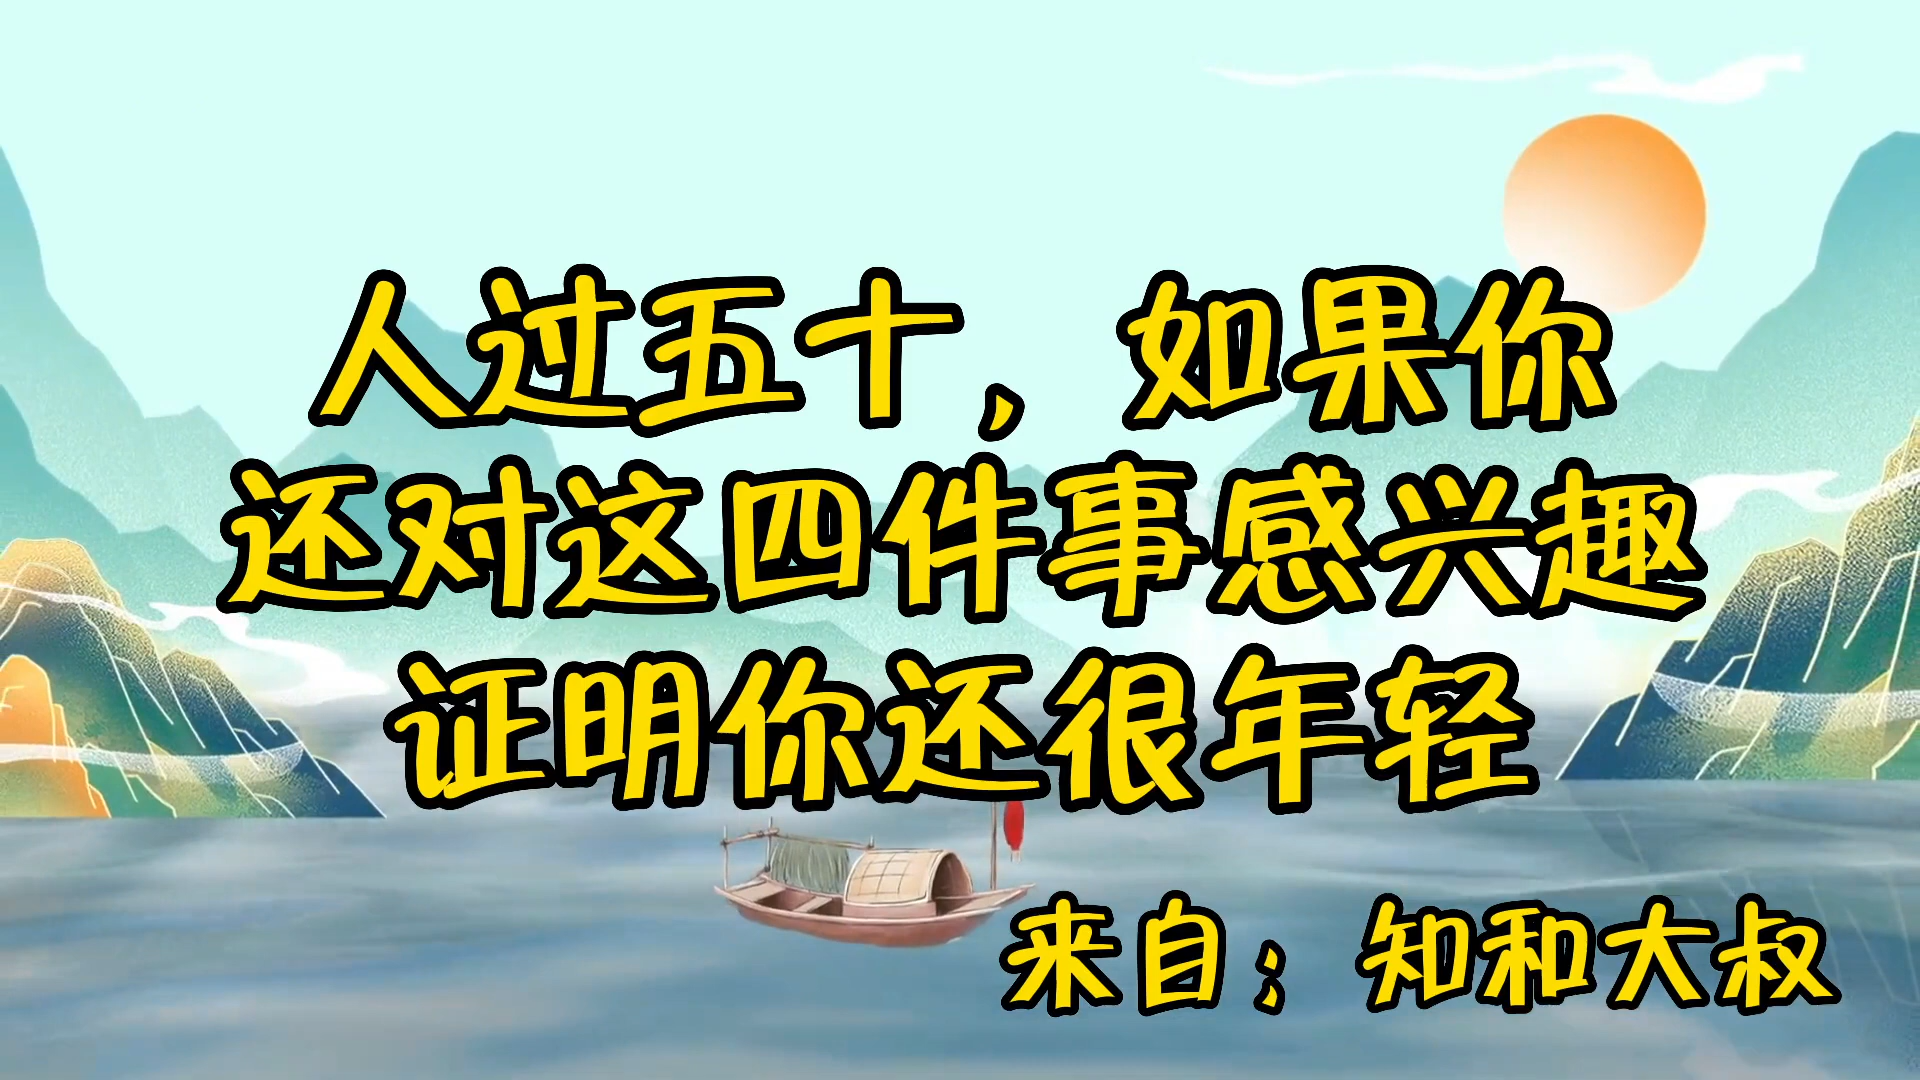 人过五十，如果你
还对这四件事感兴趣
证明你还很年轻
来自：知和大叔